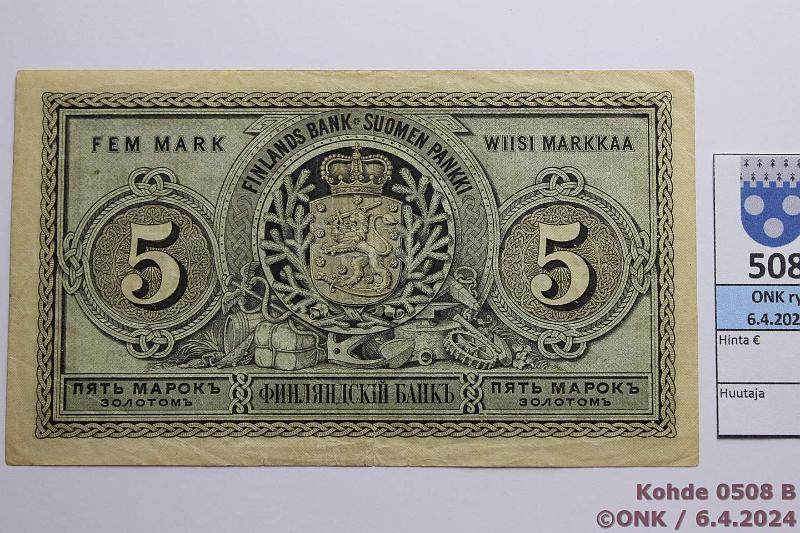 FINLANDS BANK * SUOMEN PANKKI
FEM MARK
WIISI MARKKAA
5
5
ПЯТЬ МАРОКЪ
ЗОЛОТОМЪ
ФИНЛЯНДСКІЙ БАНКЪ
ПЯТЬ МАРОКЪ
ЗОЛОТОМЪ
508
ONK ry
6.4.202
Hinta €
Huutaja
Kohde 0508 B
©ONK / 6.4.2024